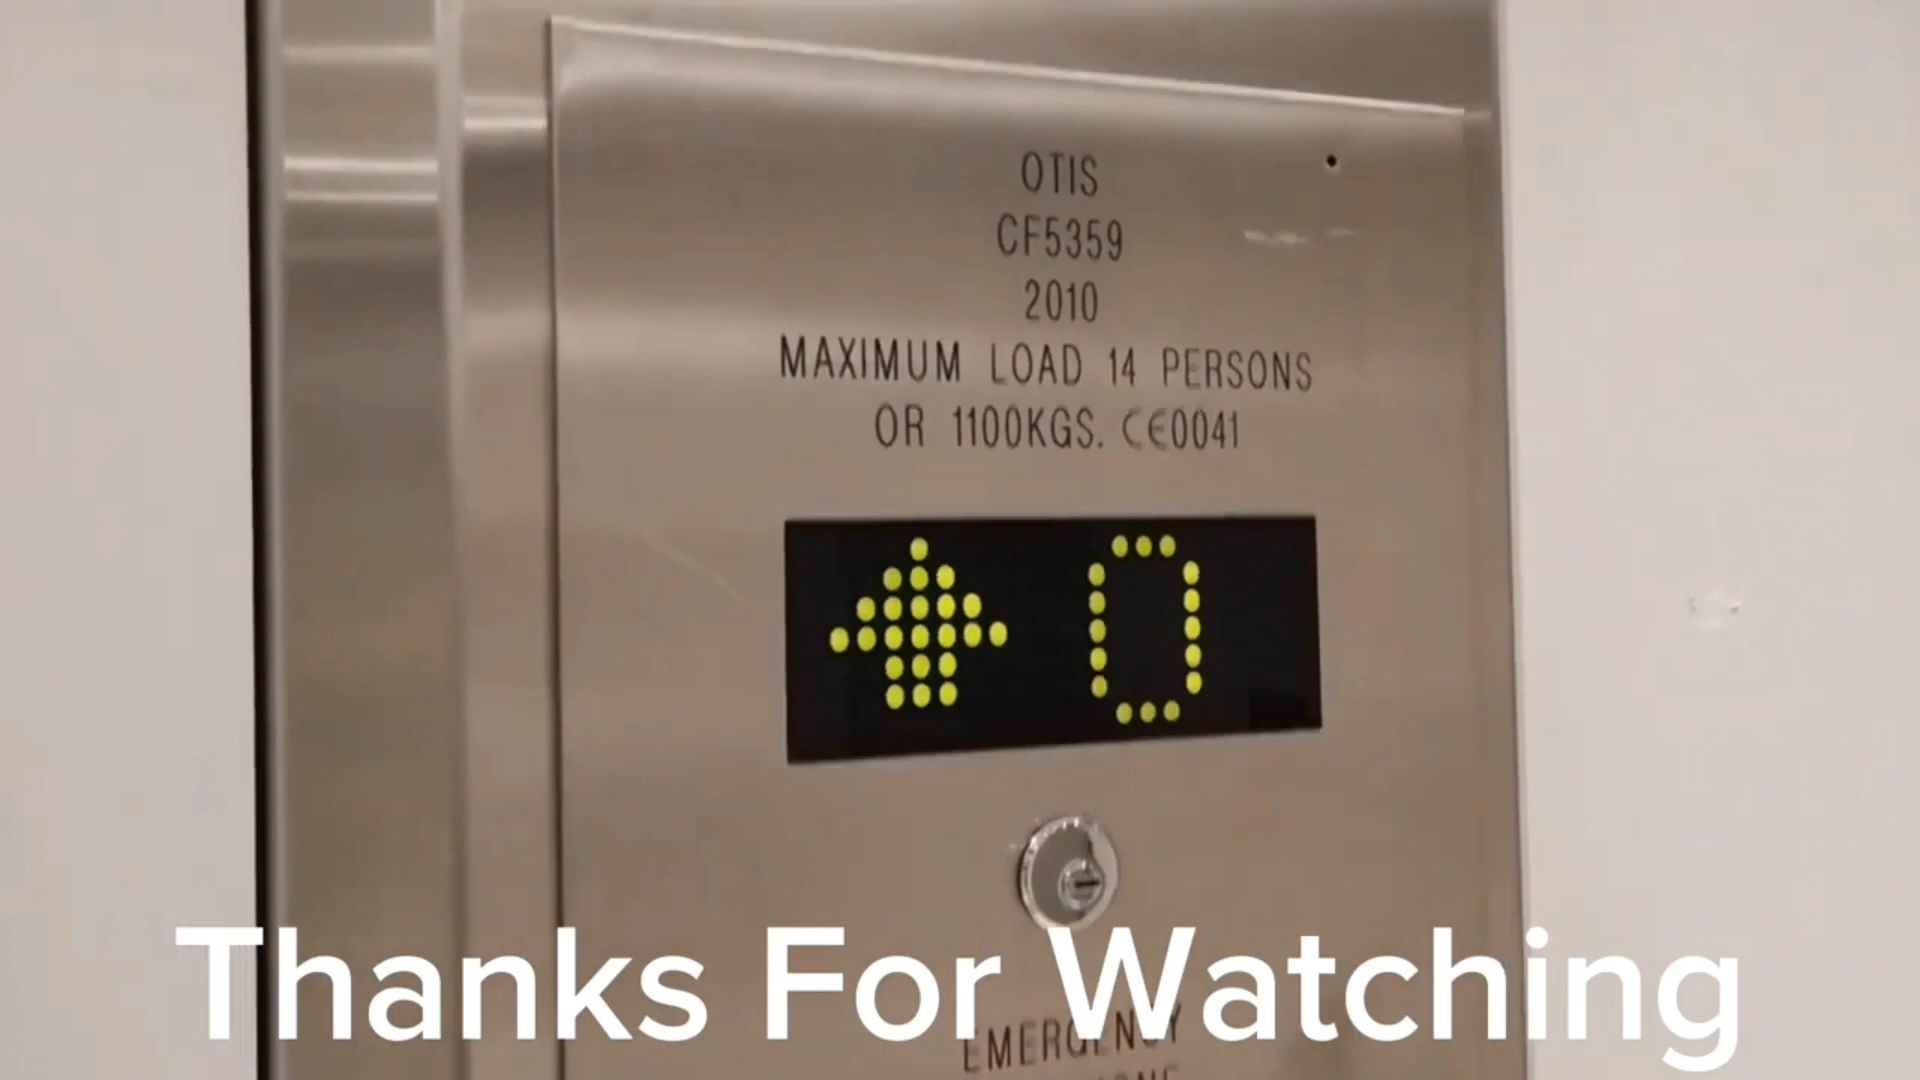 OTIS
CF5359
2010
MAXIMUM LOAD 14 PERSONS
OR 1100KGS. CE0041
0
Thanks For Watching
EMERGENCY